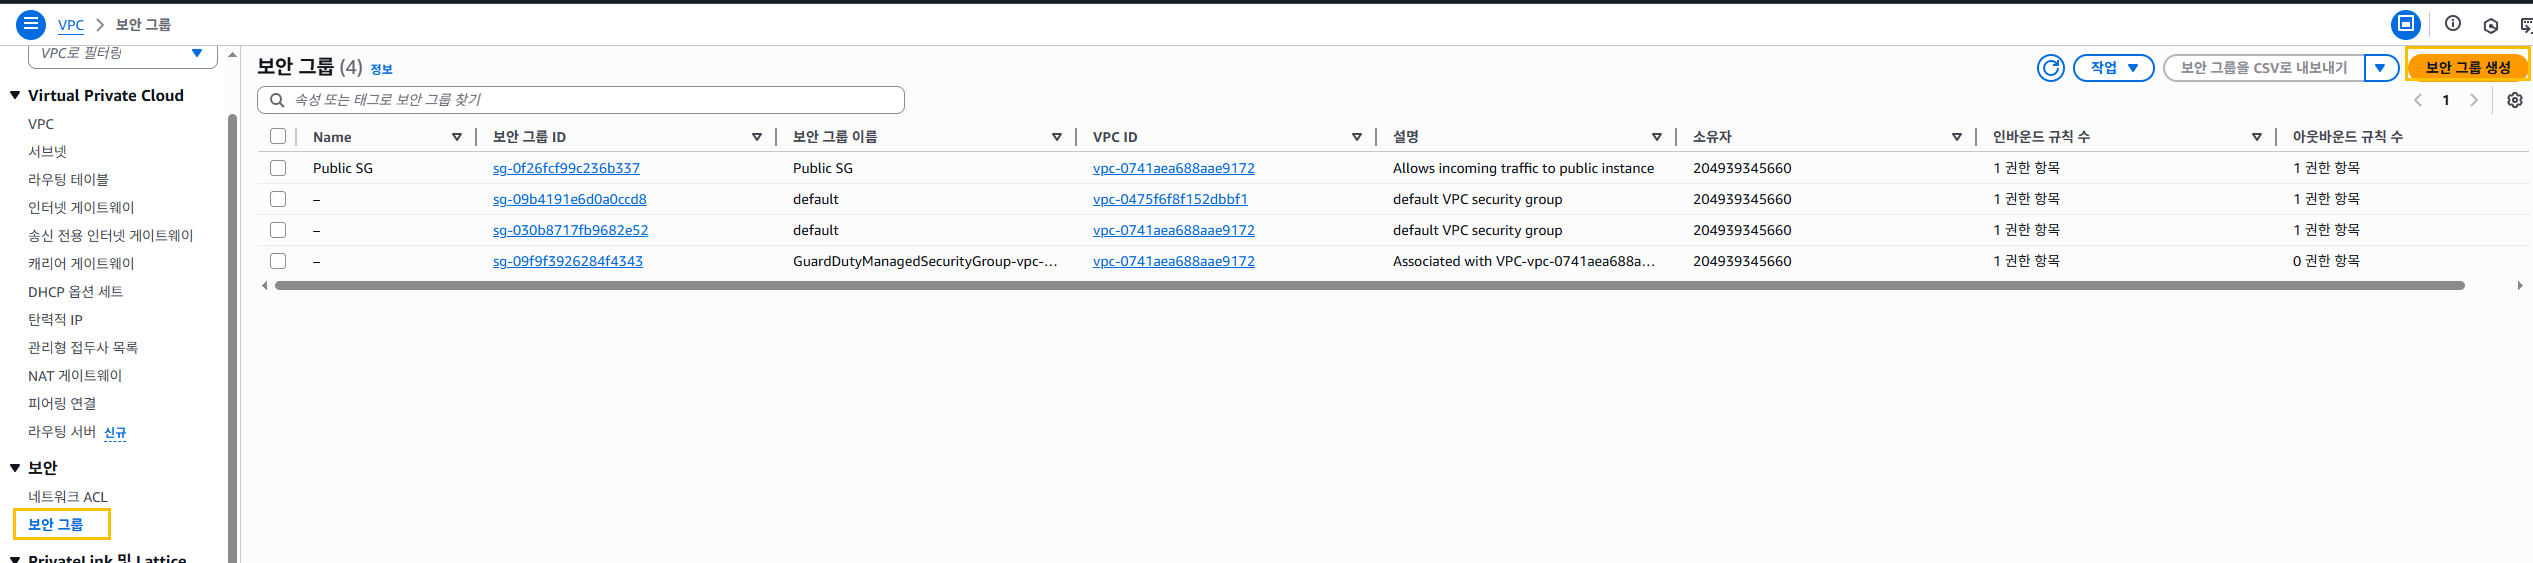 VPC > 보안 그룹
VPC로 필터링
Virtual Private Cloud
VPC
서브넷
라우팅 테이블
인터넷 게이트웨이
송신 전용 인터넷 게이트웨이
캐리어 게이트웨이
DHCP 옵션 세트
탄력적 IP
관리형 접두사 목록
NAT 게이트웨이
피어링 연결
라우팅 서버 신규
보안
네트워크 ACL
보안 그룹
PrivateLink 및 Lattice
보안 그룹 (4) 정보
작업
보안 그룹을 CSV로 내보내기
보안 그룹 생성
속성 또는 태그로 보안 그룹 찾기
1
Name 보안 그룹 ID 보안 그룹 이름 VPC ID 설명 소유자 인바운드 규칙 수 아웃바운드 규칙 수
Public SG sg-0f26fcf99c236b337 Public SG vpc-0741aea688aae9172 Allows incoming traffic to public instance 204939345660 1 권한 항목 1 권한 항목
– sg-09b4191e6d0a0ccd8 default vpc-0475f6f8f152dbbf1 default VPC security group 204939345660 1 권한 항목 1 권한 항목
– sg-030b8717fb9682e52 default vpc-0741aea688aae9172 default VPC security group 204939345660 1 권한 항목 1 권한 항목
– sg-09f9f3926284f4343 GuardDutyManagedSecurityGroup-vpc-... vpc-0741aea688aae9172 Associated with VPC-vpc-0741aea688a... 204939345660 1 권한 항목 0 권한 항목